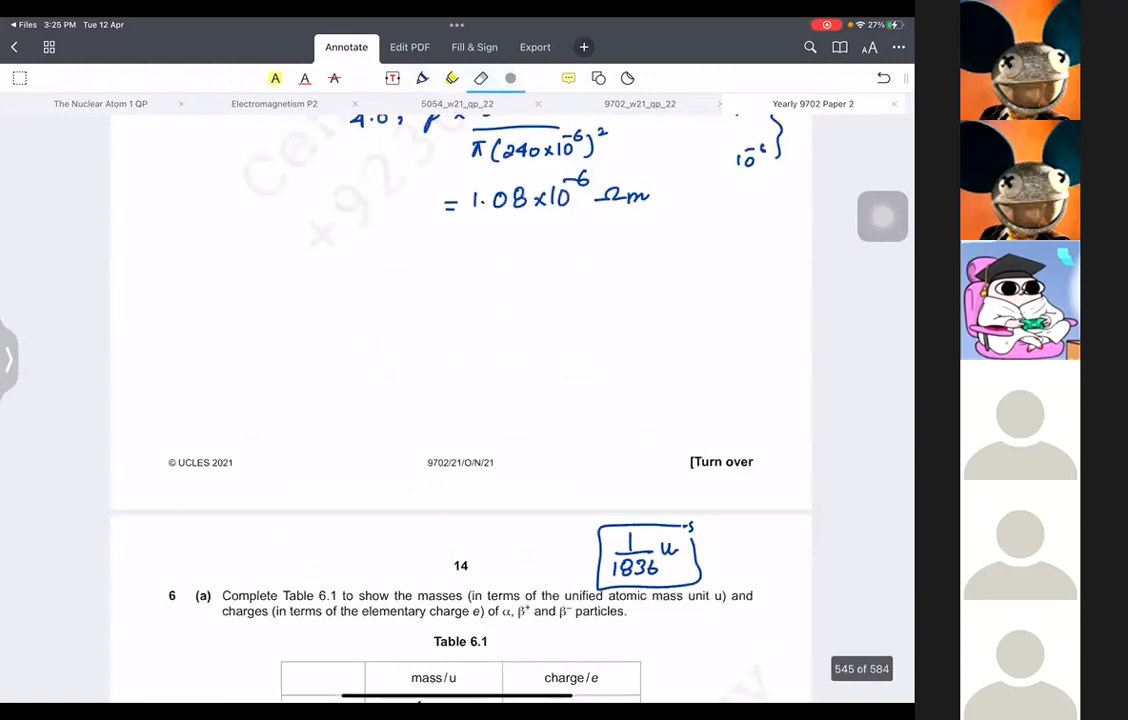 Files 3:25 PM Tue 12 Apr
27%
Annotate Edit PDF Fill & Sign Export
AA
A A A T
The Nuclear Atom 1 QP Electromagnetism P2 5054_w21_qp_22 9702_w21_qp_22 Yearly 9702 Paper 2
π(240×10⁻⁶)²
10⁻⁶
= 1.08×10⁻⁶ Ωm
© UCLES 2021 9702/21/O/N/21 [Turn over
1/1836 u
14
6 (a) Complete Table 6.1 to show the masses (in terms of the unified atomic mass unit u) and
charges (in terms of the elementary charge e) of α, β⁺ and β⁻ particles.
Table 6.1
mass/u charge/e
545 of 584